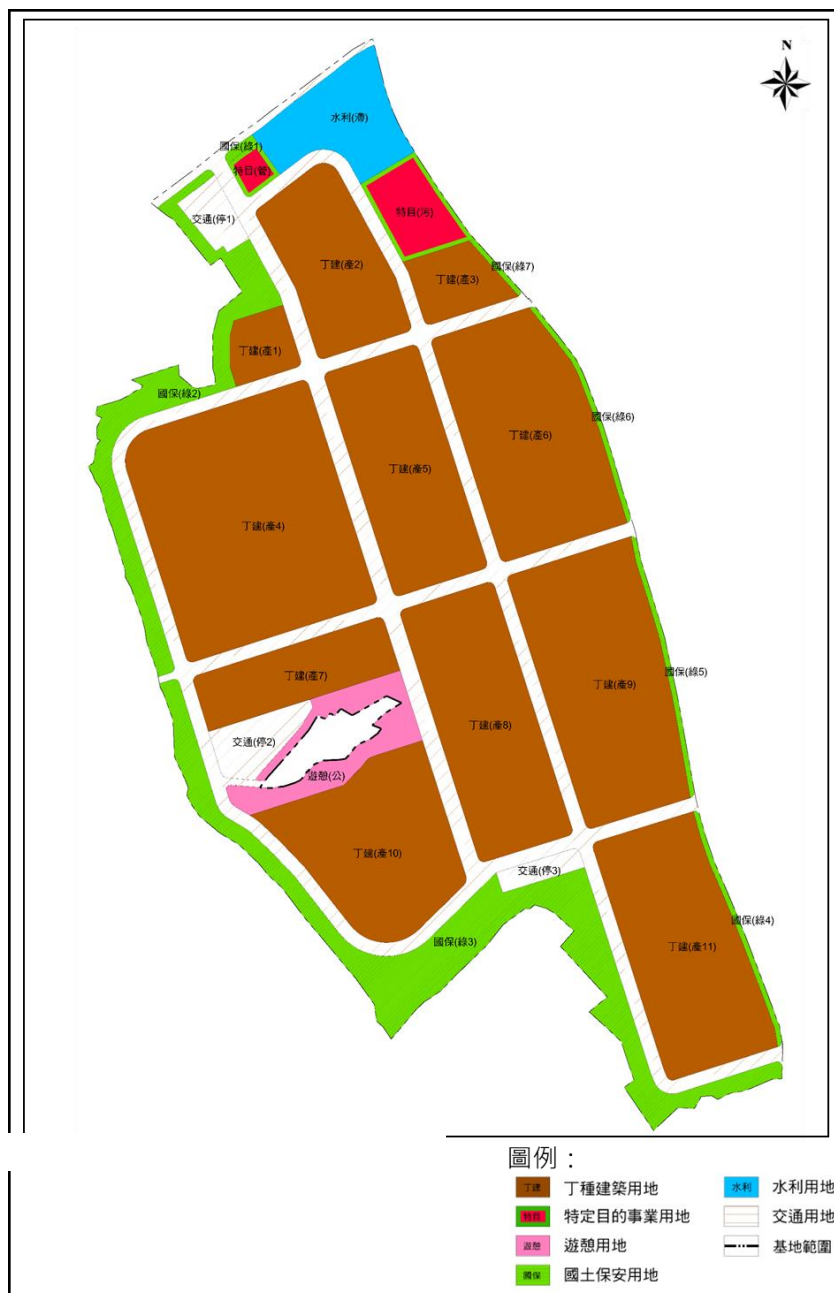 N
水利(滯)
國保(綠1)
特目(管)
交通(停1)
特目(污)
丁建(產2)
國保(綠7)
丁建(產3)
丁建(產1)
國保(綠2)
國保(綠6)
丁建(產6)
丁建(產5)
丁建(產4)
丁建(產7)
國保(綠5)
丁建(產9)
丁建(產8)
交通(停2)
遊憩(公)
丁建(產10)
交通(停3)
國保(綠4)
國保(綠3)
丁建(產11)
圖例：
丁建 丁種建築用地
特目 特定目的事業用地
遊憩 遊憩用地
國保 國土保安用地
水利 水利用地
交通用地
基地範圍